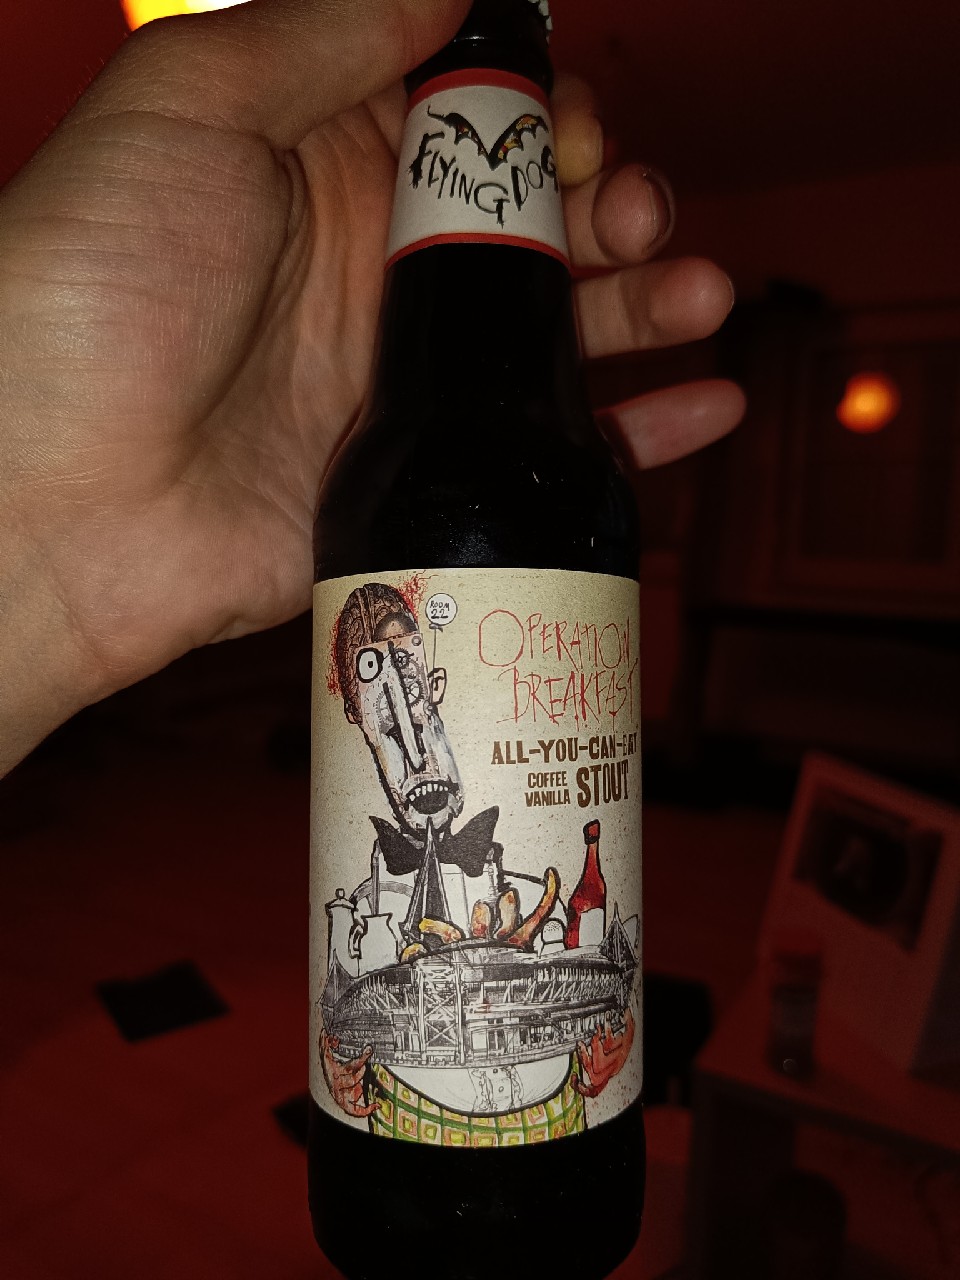 FLYING DOG
ROOM
22
OPERATION
BREAKFAST
ALL-YOU-CAN-EAT
COFFEE
VANILLA STOUT